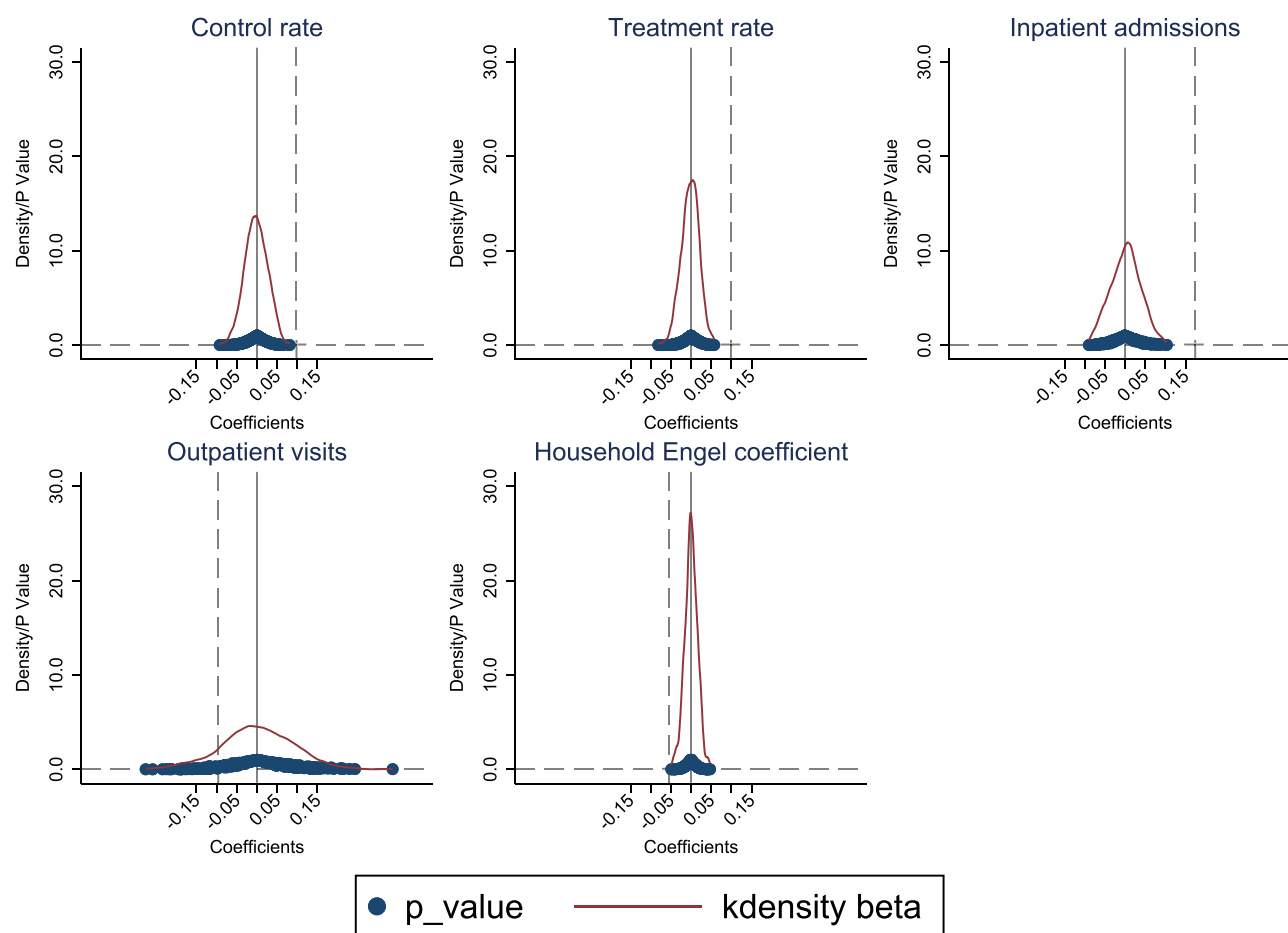 Control rate
Density/P Value
30.0
20.0
10.0
0.0
-0.15
-0.05
0.05
0.15
Coefficients
Treatment rate
Density/P Value
30.0
20.0
10.0
0.0
-0.15
-0.05
0.05
0.15
Coefficients
Inpatient admissions
Density/P Value
30.0
20.0
10.0
0.0
-0.15
-0.05
0.05
0.15
Coefficients
Outpatient visits
Density/P Value
30.0
20.0
10.0
0.0
-0.15
-0.05
0.05
0.15
Coefficients
Household Engel coefficient
Density/P Value
30.0
20.0
10.0
0.0
-0.15
-0.05
0.05
0.15
Coefficients
p_value
kdensity beta